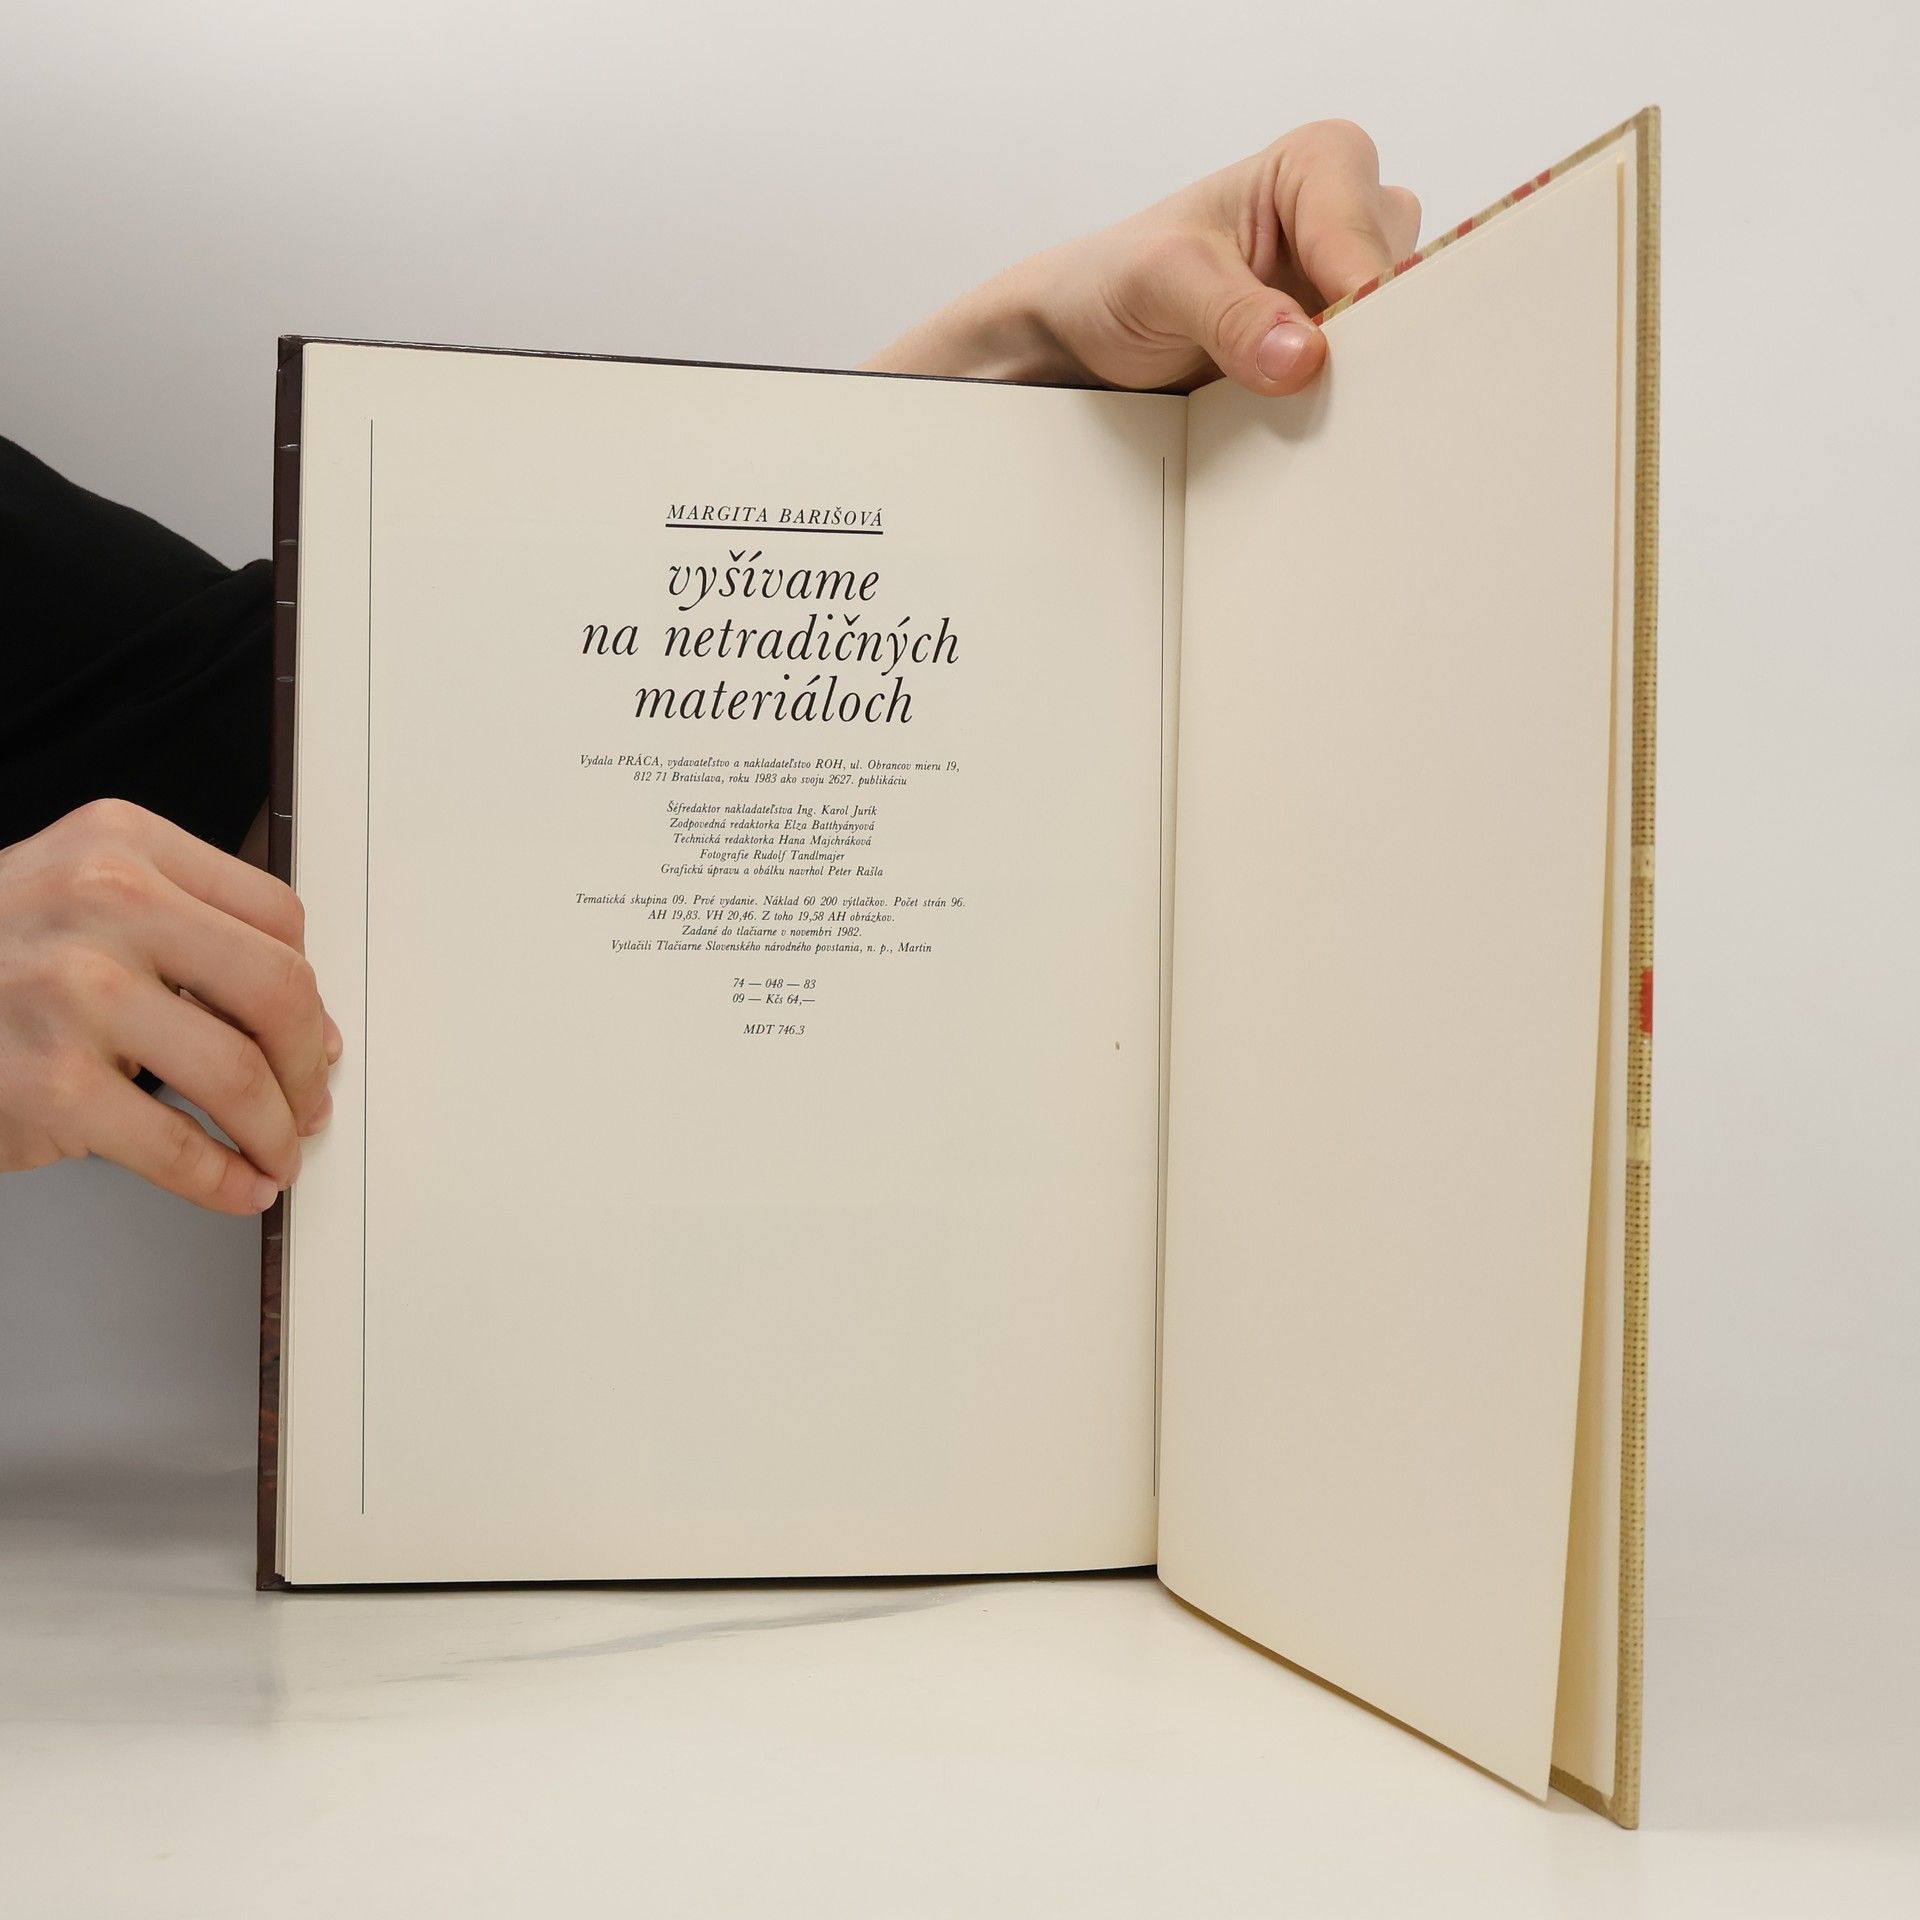 MARGITA BARIŠOVÁ
vyšívame
na netradičných
materiáloch
Vydala PRÁCA, vydavateľstvo a nakladateľstvo ROH, ul. Obrancov mieru 19,
812 71 Bratislava, roku 1983 ako svoju 2627. publikáciu
Šéfredaktor nakladateľstva Ing. Karol Jurík
Zodpovedná redaktorka Elza Batthyányová
Technická redaktorka Hana Majchráková
Fotografie Rudolf Tandlmajer
Grafickú úpravu a obálku navrhol Peter Rašla
Tematická skupina 09. Prvé vydanie. Náklad 60 200 výtlačkov. Počet strán 96.
AH 19,83. VH 20,46. Z toho 19,58 AH obrázkov.
Zadané do tlačiarne v novembri 1982.
Vytlačili Tlačiarne Slovenského národného povstania, n. p., Martin
74 — 048 — 83
09 — Kčs 64,—
MDT 746.3